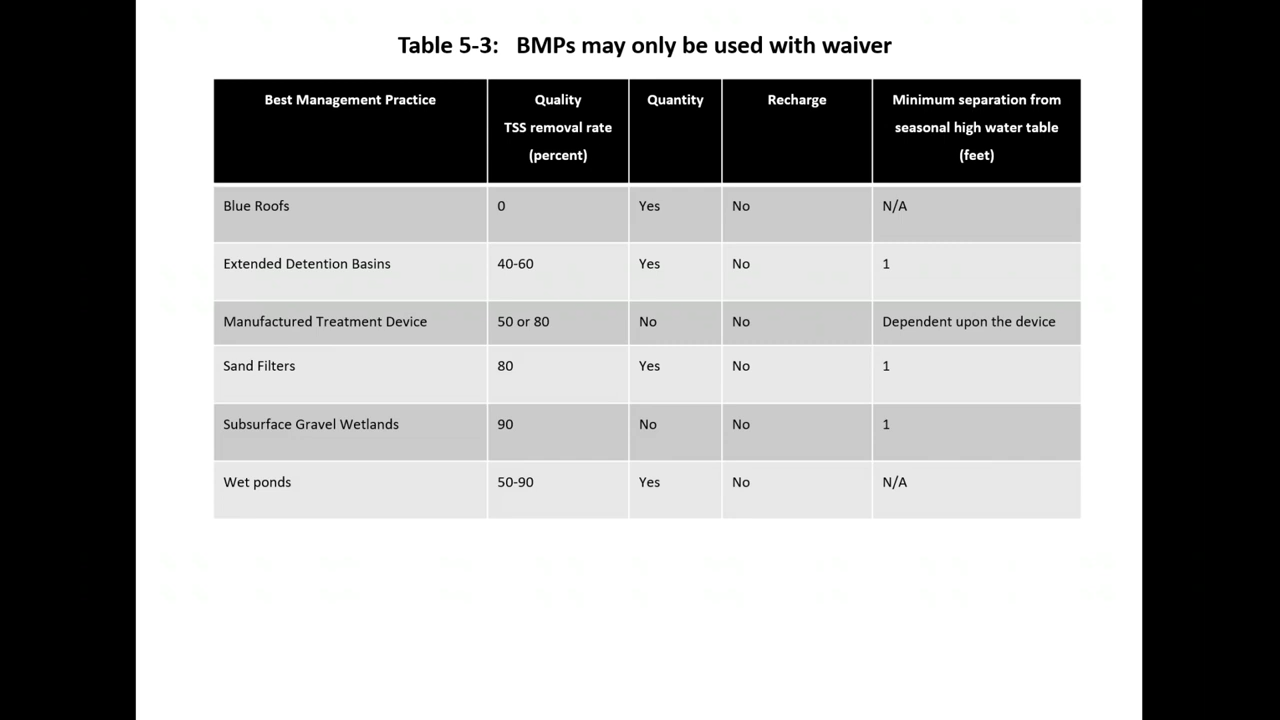 Table 5-3: BMPs may only be used with waiver
Best Management Practice Quality Quantity Recharge Minimum separation from
TSS removal rate seasonal high water table
(percent) (feet)
Blue Roofs 0 Yes No N/A
Extended Detention Basins 40-60 Yes No 1
Manufactured Treatment Device 50 or 80 No No Dependent upon the device
Sand Filters 80 Yes No 1
Subsurface Gravel Wetlands 90 No No 1
Wet ponds 50-90 Yes No N/A